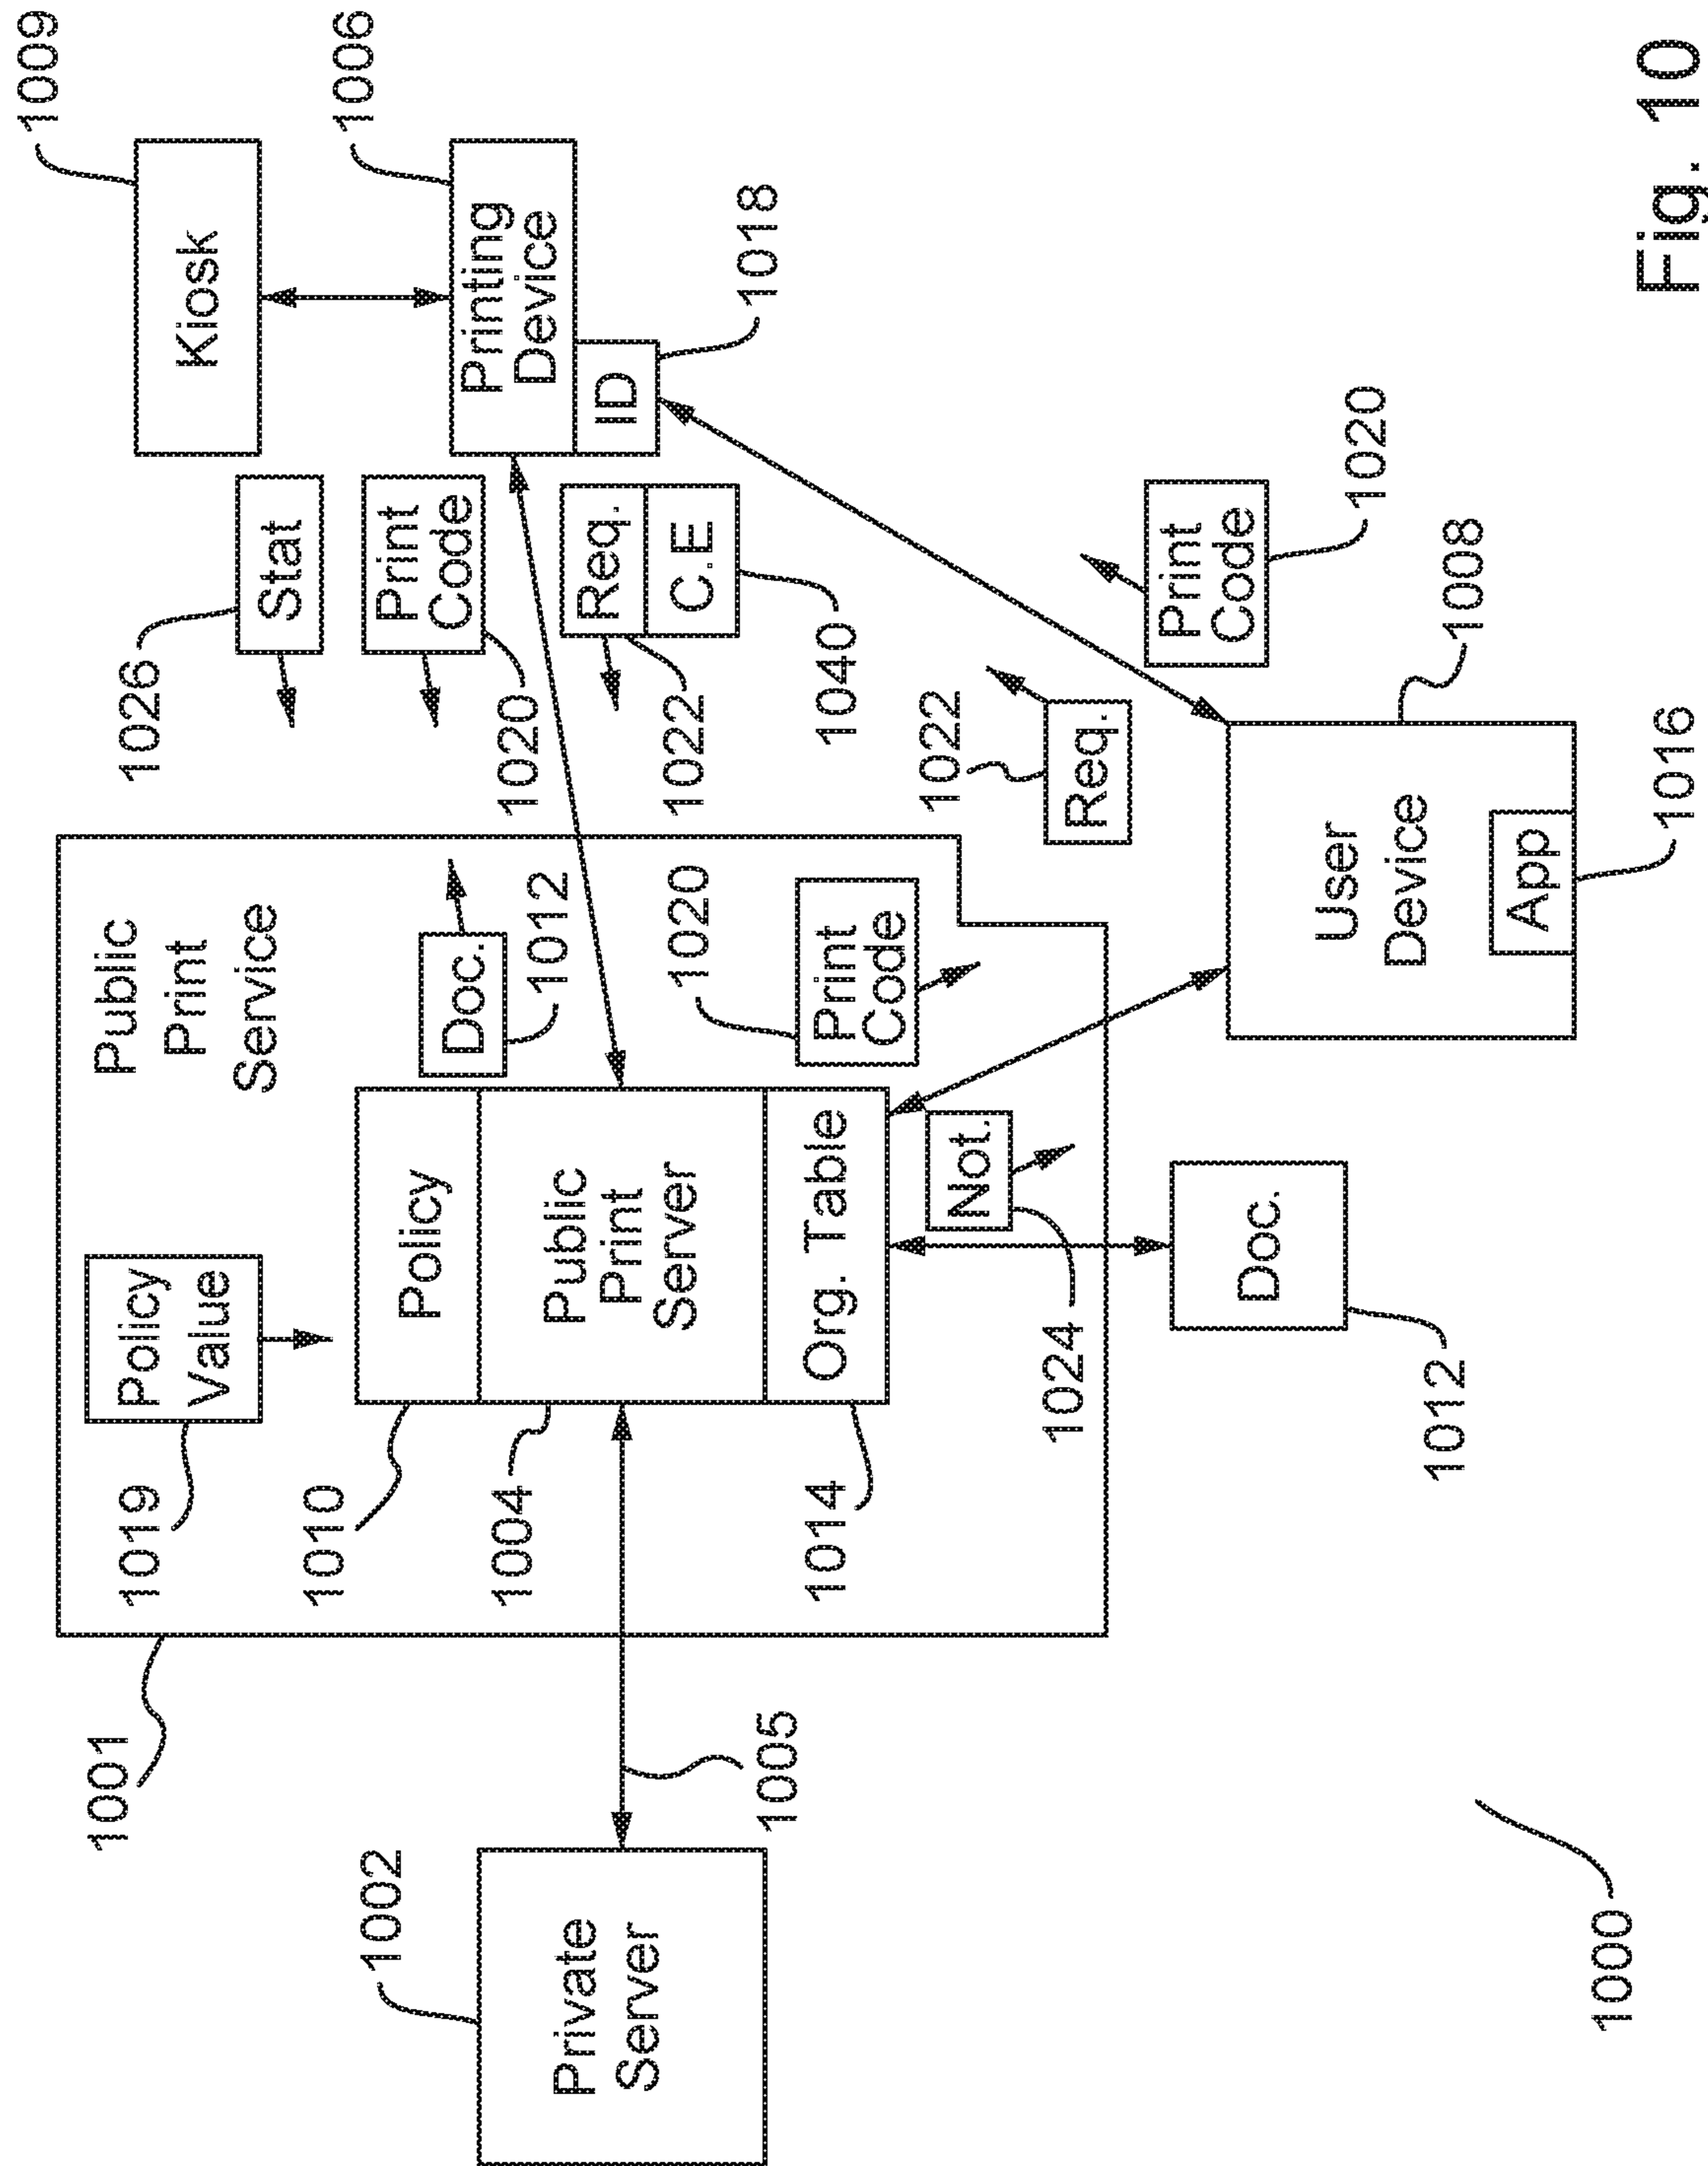 1009
Kiosk
1006
Printing
Device
ID
1018
1026
Stat
Print
Code
1020
Req.
C.E
1022
1040
Public
Print
Service
Doc.
1012
1020
Print
Code
1019
Policy
Value
1010
Policy
1004
Public
Print
Server
1014
Org. Table
Not.
1024
1001
1005
1002
Private
Server
1022
Req.
Print
Code
1020
1008
User
Device
App
1016
Doc.
1012
1000
Fig. 10